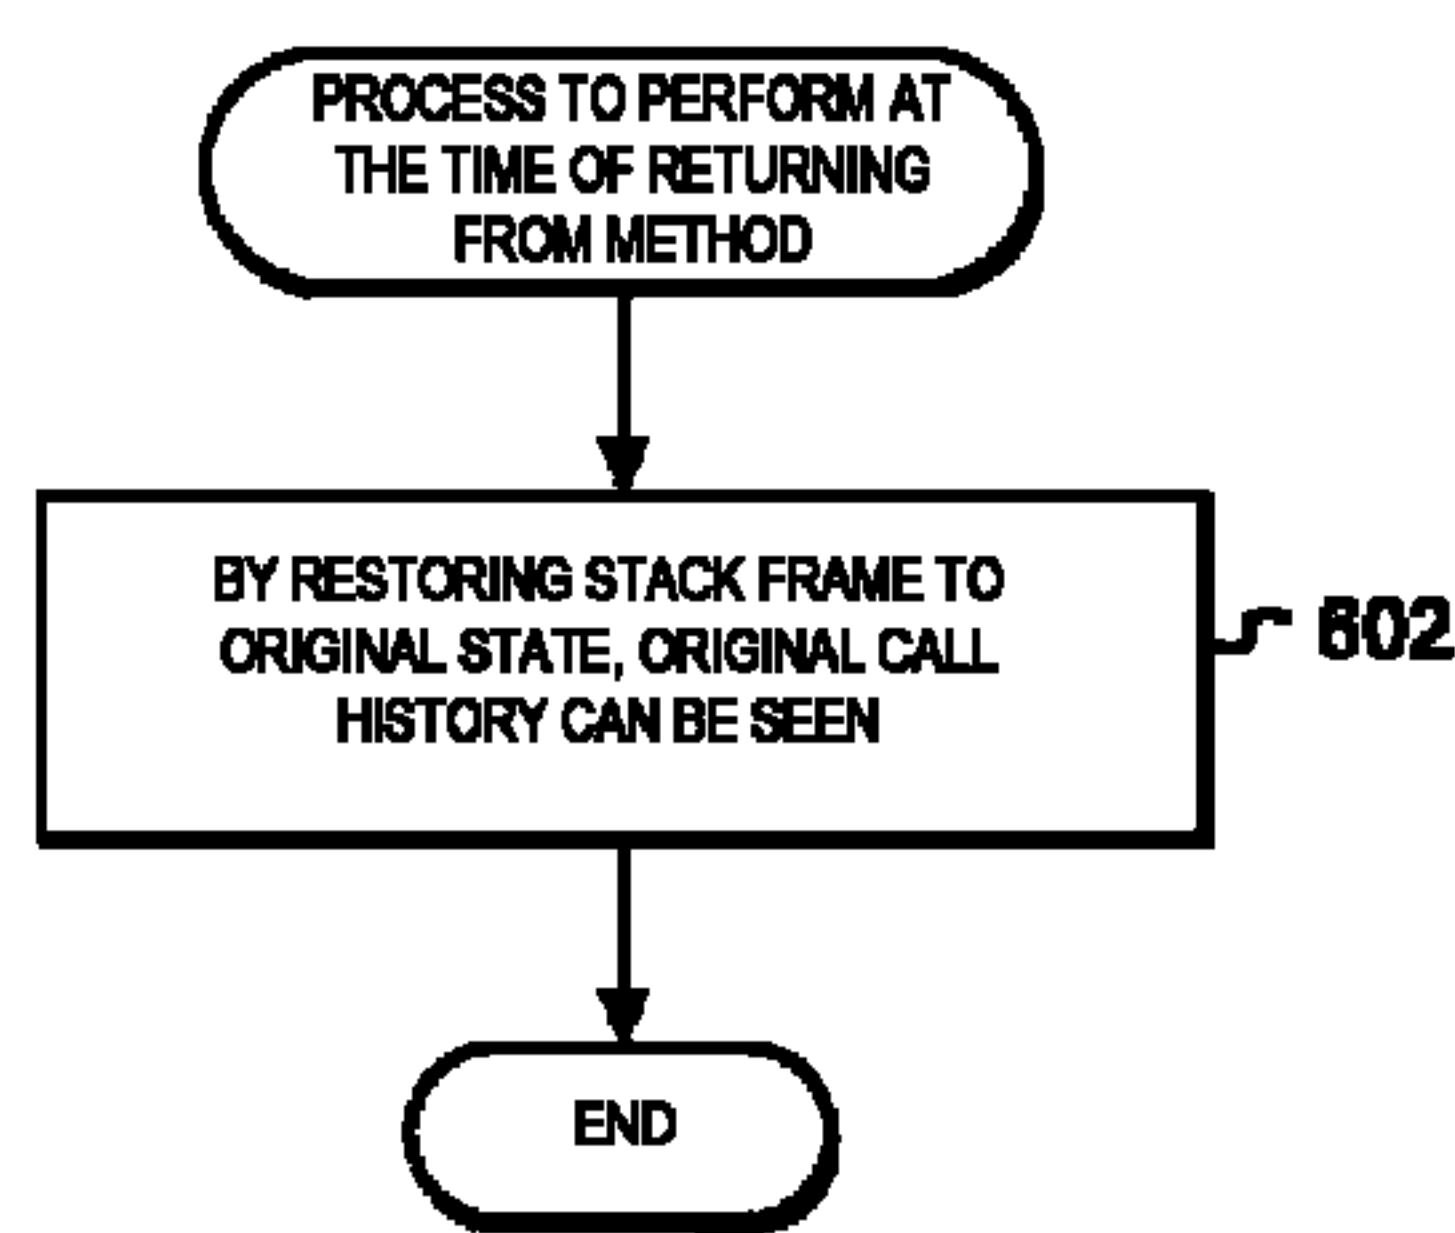 PROCESS TO PERFORM AT
THE TIME OF RETURNING
FROM METHOD
BY RESTORING STACK FRAME TO
ORIGINAL STATE, ORIGINAL CALL
HISTORY CAN BE SEEN
602
END